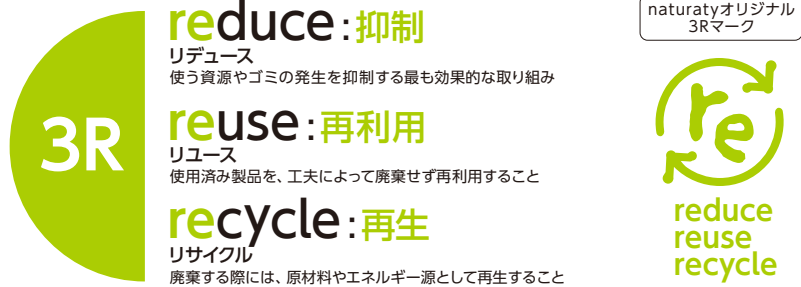 3R
reduce:抑制
リデュース
使う資源やゴミの発生を抑制する最も効果的な取り組み
reuse:再利用
リユース
使用済み製品を、工夫によって廃棄せず再利用すること
recycle:再生
リサイクル
廃棄する際には、原材料やエネルギー源として再生すること
naturatyオリジナル
3Rマーク
re
reduce
reuse
recycle